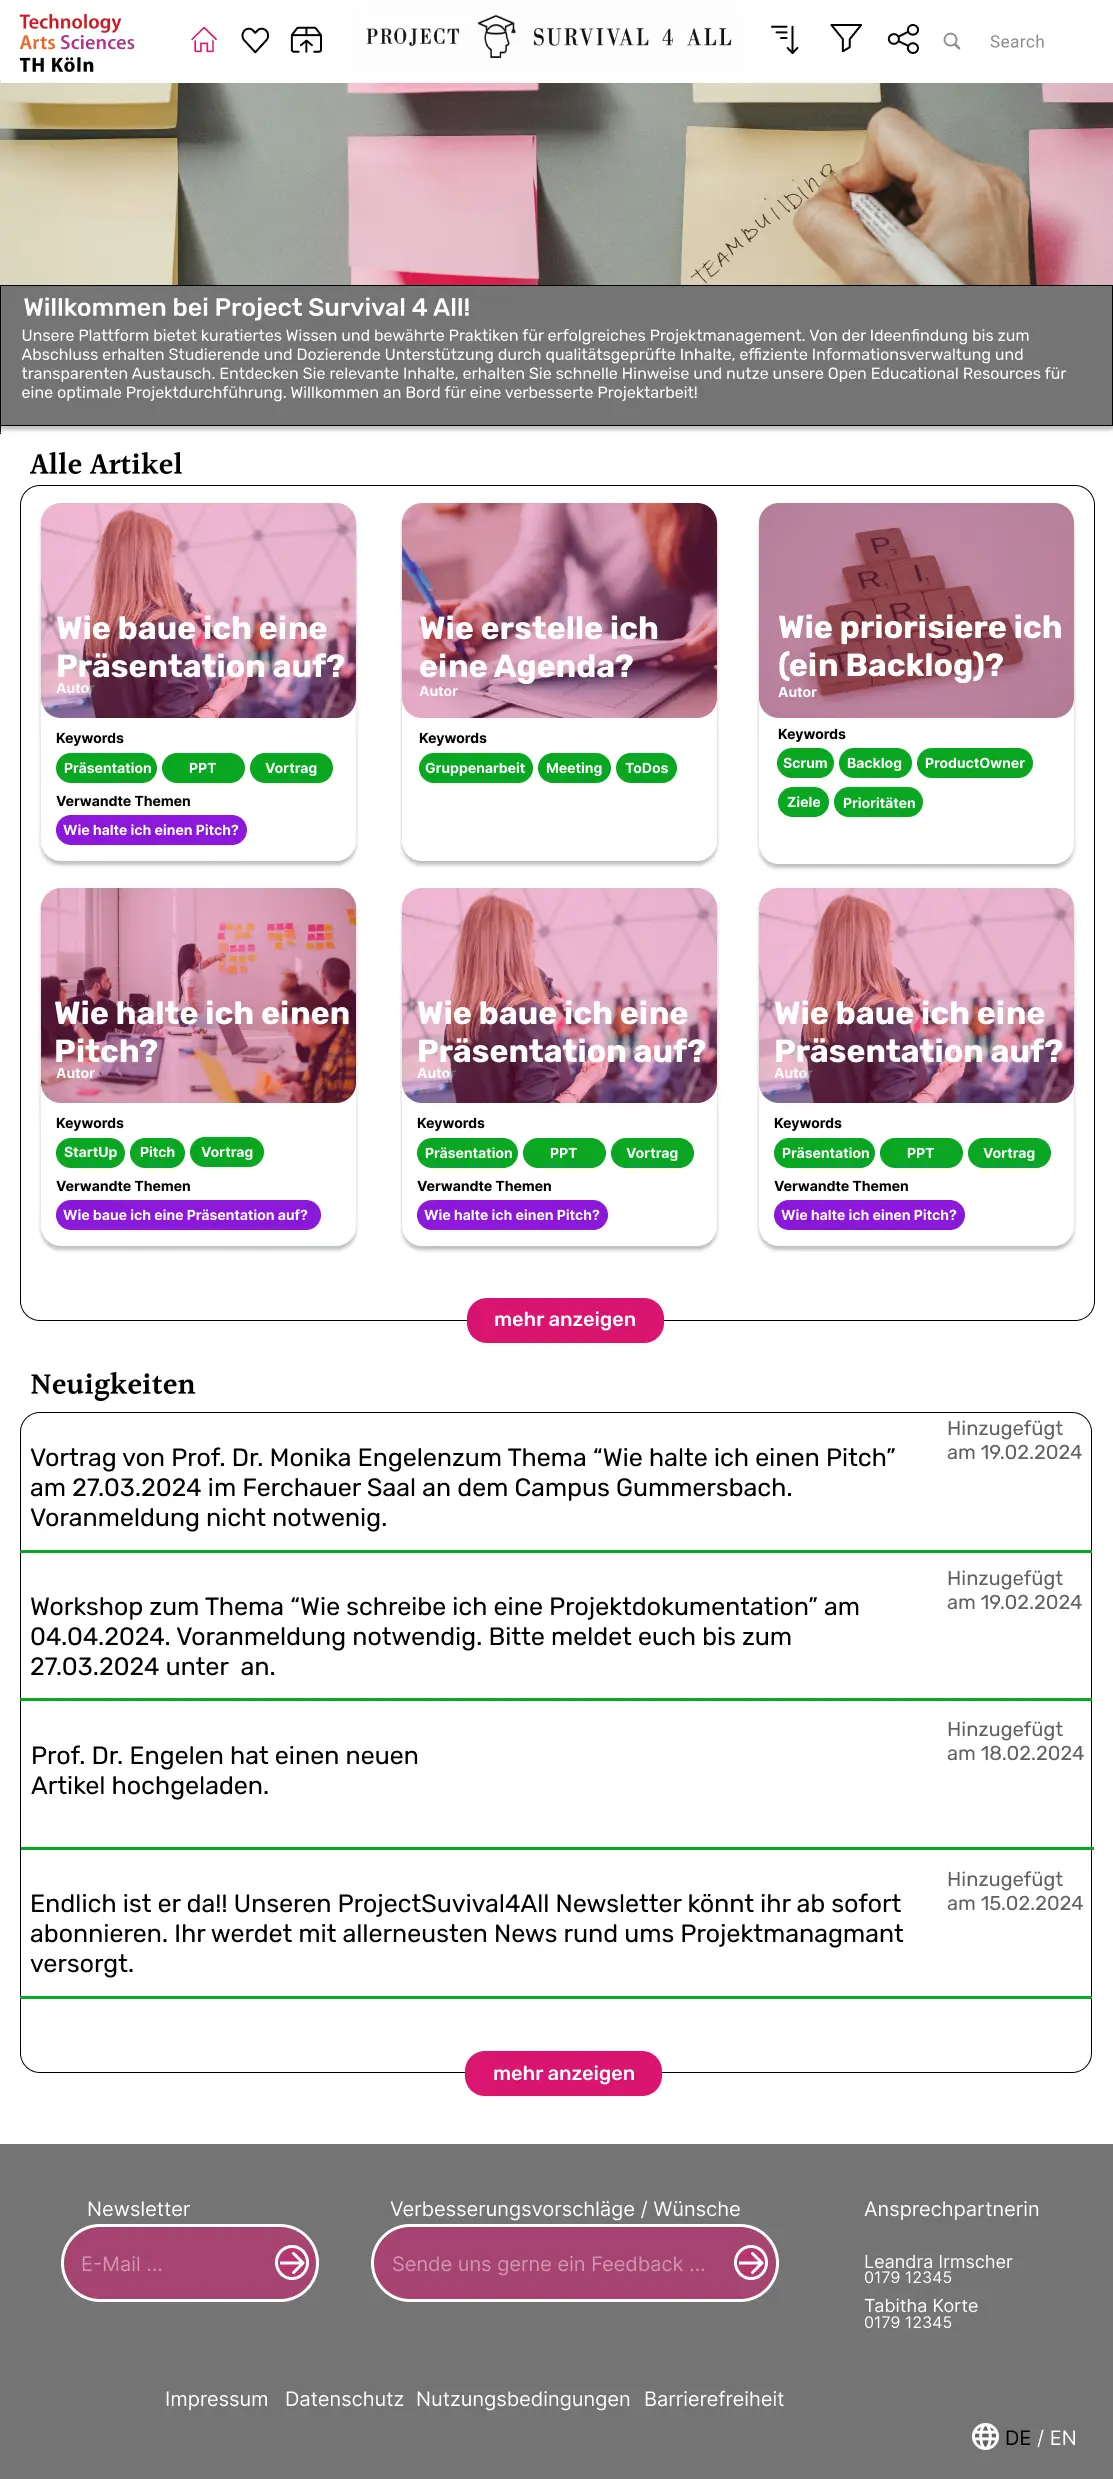 Technology
Arts Sciences
TH Köln
PROJECT SURVIVAL 4 ALL
Search
TEAMBUILDING
Willkommen bei Project Survival 4 All!
Unsere Plattform bietet kuratiertes Wissen und bewährte Praktiken für erfolgreiches Projektmanagement. Von der Ideenfindung bis zum
Abschluss erhalten Studierende und Dozierende Unterstützung durch qualitätsgeprüfte Inhalte, effiziente Informationsverwaltung und
transparenten Austausch. Entdecken Sie relevante Inhalte, erhalten Sie schnelle Hinweise und nutze unsere Open Educational Resources für
eine optimale Projektdurchführung. Willkommen an Bord für eine verbesserte Projektarbeit!
Alle Artikel
Wie baue ich eine
Präsentation auf?
Autor
Keywords
Präsentation PPT Vortrag
Verwandte Themen
Wie halte ich einen Pitch?
Wie erstelle ich
eine Agenda?
Autor
Keywords
Gruppenarbeit Meeting ToDos
Wie priorisiere ich
(ein Backlog)?
Autor
Keywords
Scrum Backlog ProductOwner
Ziele Prioritäten
Wie halte ich einen
Pitch?
Autor
Keywords
StartUp Pitch Vortrag
Verwandte Themen
Wie baue ich eine Präsentation auf?
Wie baue ich eine
Präsentation auf?
Autor
Keywords
Präsentation PPT Vortrag
Verwandte Themen
Wie halte ich einen Pitch?
Wie baue ich eine
Präsentation auf?
Autor
Keywords
Präsentation PPT Vortrag
Verwandte Themen
Wie halte ich einen Pitch?
mehr anzeigen
Neuigkeiten
Hinzugefügt
am 19.02.2024
Vortrag von Prof. Dr. Monika Engelenzum Thema “Wie halte ich einen Pitch”
am 27.03.2024 im Ferchauer Saal an dem Campus Gummersbach.
Voranmeldung nicht notwenig.
Hinzugefügt
am 19.02.2024
Workshop zum Thema “Wie schreibe ich eine Projektdokumentation” am
04.04.2024. Voranmeldung notwendig. Bitte meldet euch bis zum
27.03.2024 unter  an.
Hinzugefügt
am 18.02.2024
Prof. Dr. Engelen hat einen neuen
Artikel hochgeladen.
Hinzugefügt
am 15.02.2024
Endlich ist er da!! Unseren ProjectSuvival4All Newsletter könnt ihr ab sofort
abonnieren. Ihr werdet mit allerneusten News rund ums Projektmanagmant
versorgt.
mehr anzeigen
Newsletter
E-Mail ...
Verbesserungsvorschläge / Wünsche
Sende uns gerne ein Feedback ...
Ansprechpartnerin
Leandra Irmscher
0179 12345
Tabitha Korte
0179 12345
Impressum Datenschutz Nutzungsbedingungen Barrierefreiheit
DE / EN